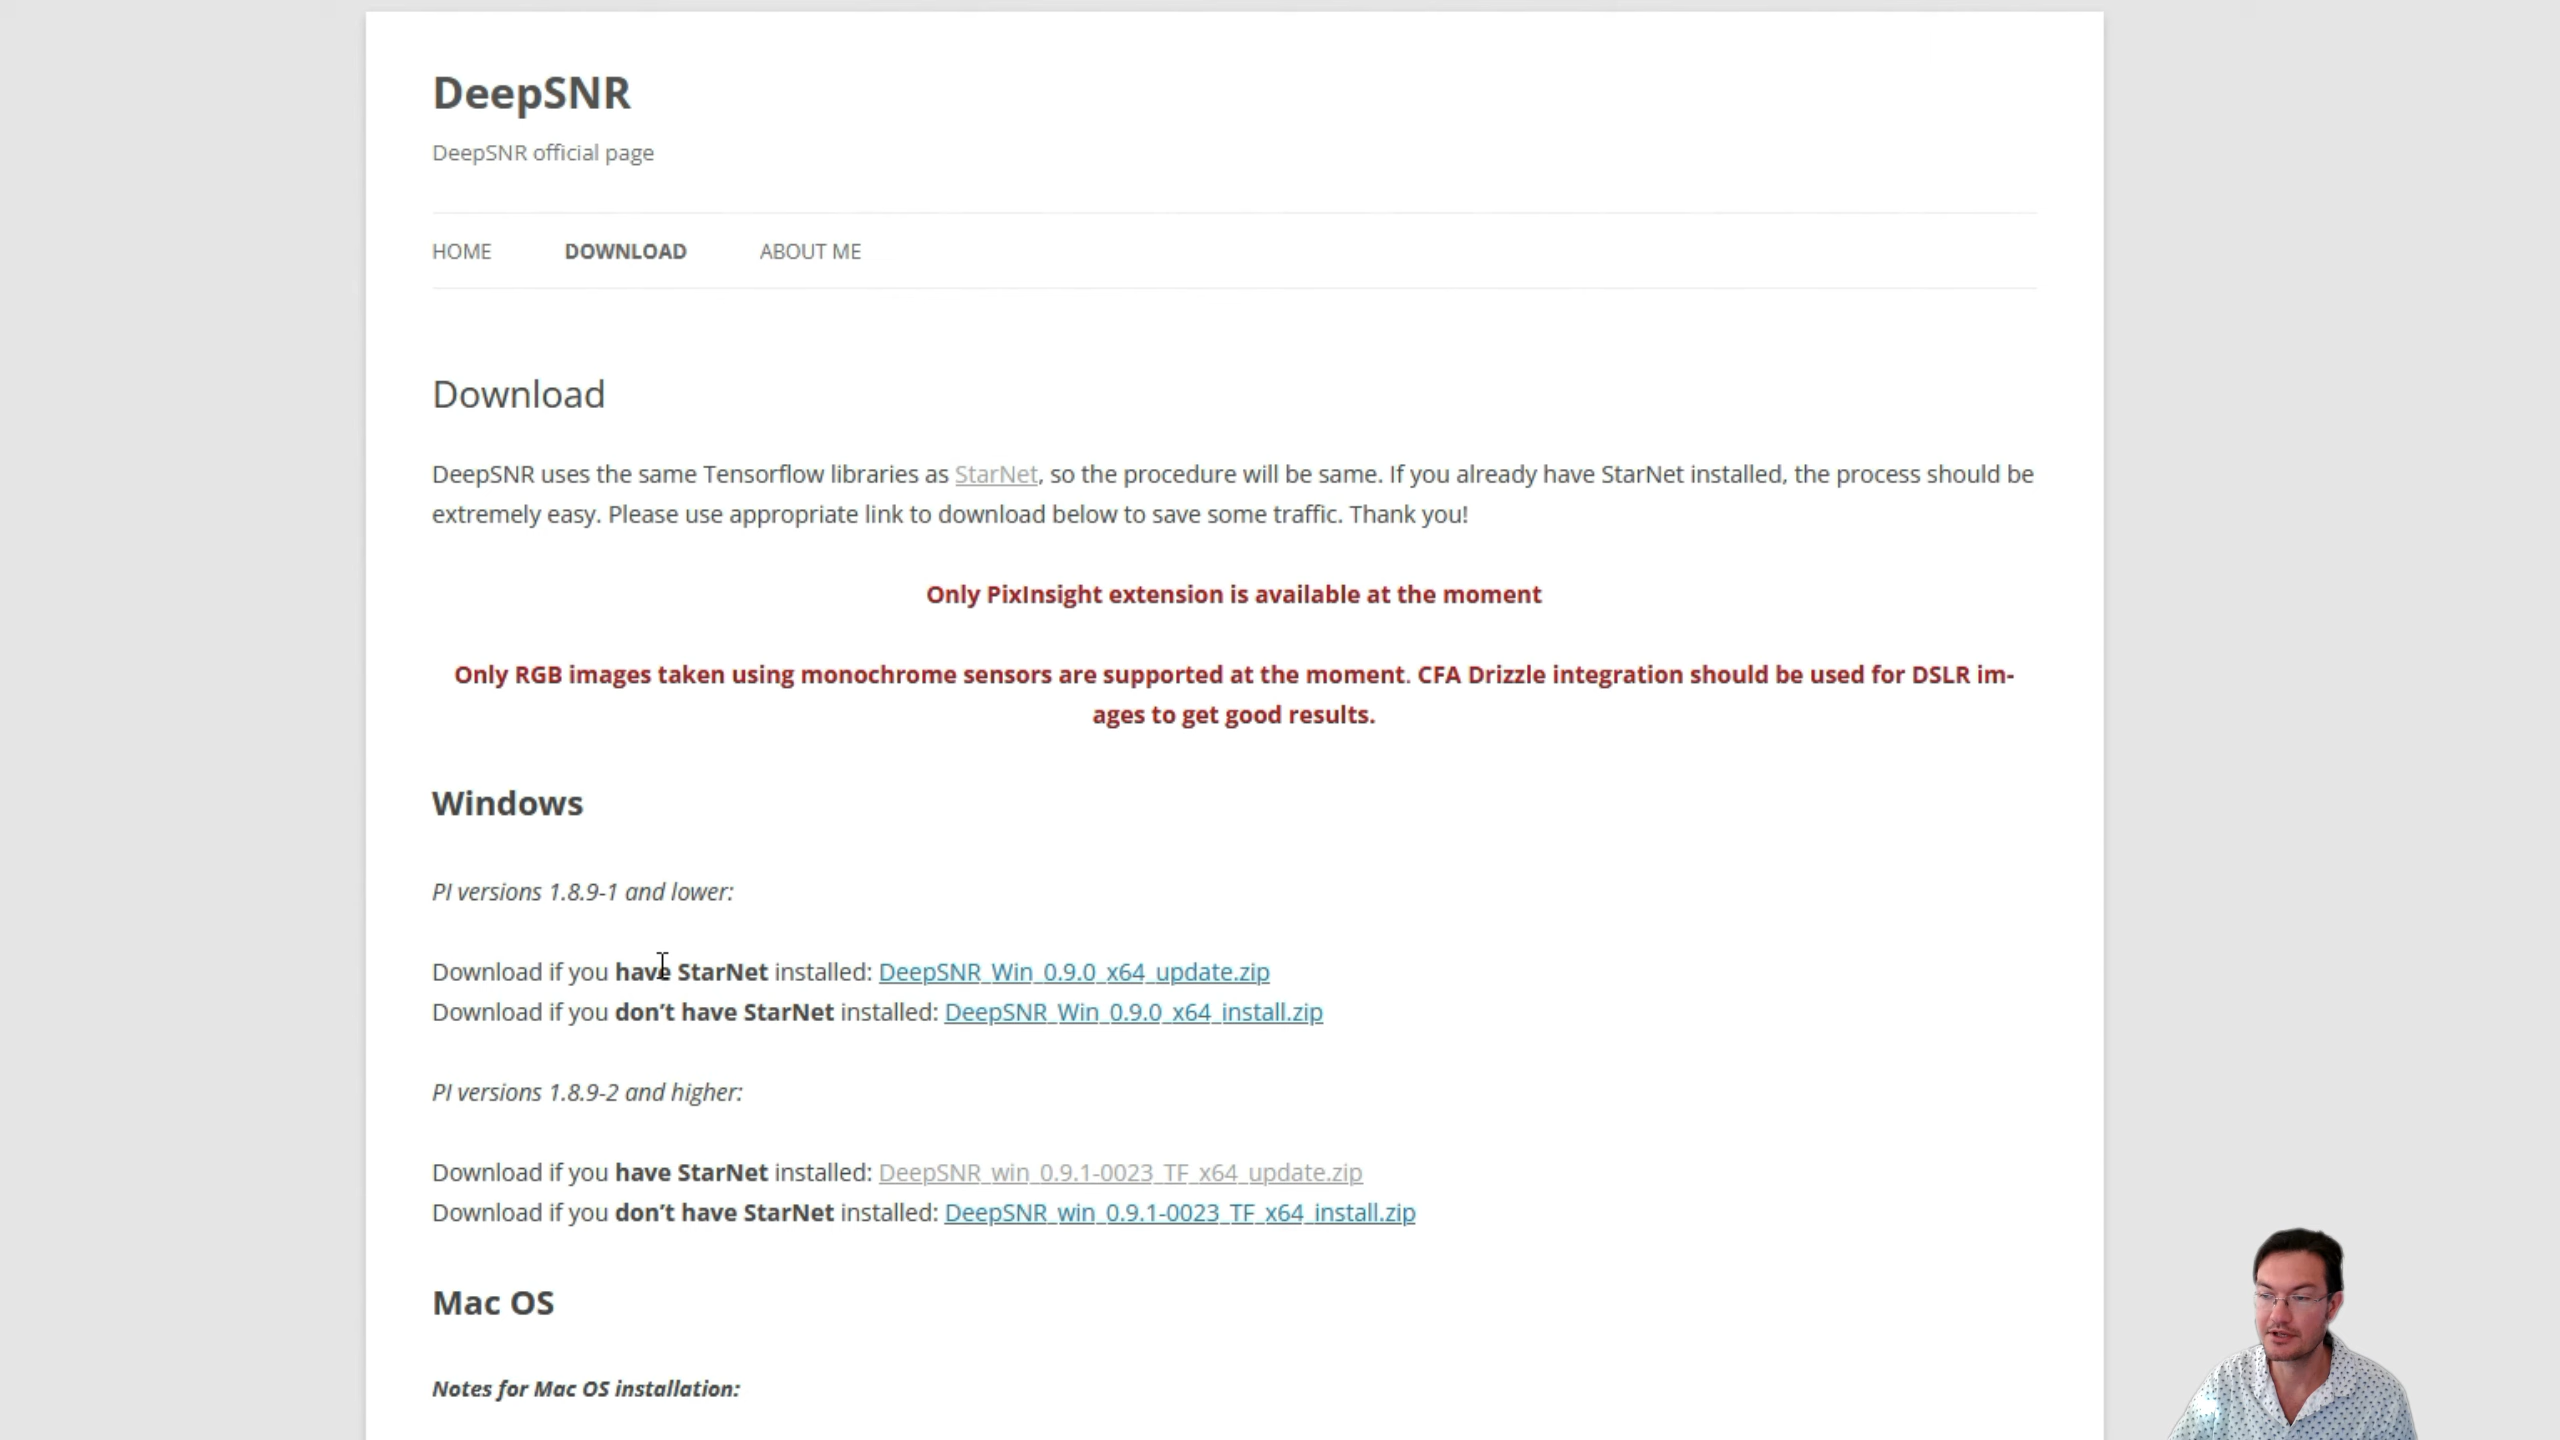 DeepSNR
DeepSNR official page
HOME DOWNLOAD ABOUT ME
Download
DeepSNR uses the same Tensorflow libraries as StarNet, so the procedure will be same. If you already have StarNet installed, the process should be
extremely easy. Please use appropriate link to download below to save some traffic. Thank you!
Only PixInsight extension is available at the moment
Only RGB images taken using monochrome sensors are supported at the moment. CFA Drizzle integration should be used for DSLR im-
ages to get good results.
Windows
PI versions 1.8.9-1 and lower:
Download if you have StarNet installed: DeepSNR_Win_0.9.0_x64_update.zip
Download if you don’t have StarNet installed: DeepSNR_Win_0.9.0_x64_install.zip
PI versions 1.8.9-2 and higher:
Download if you have StarNet installed: DeepSNR_win_0.9.1-0023_TF_x64_update.zip
Download if you don’t have StarNet installed: DeepSNR_win_0.9.1-0023_TF_x64_install.zip
Mac OS
Notes for Mac OS installation: